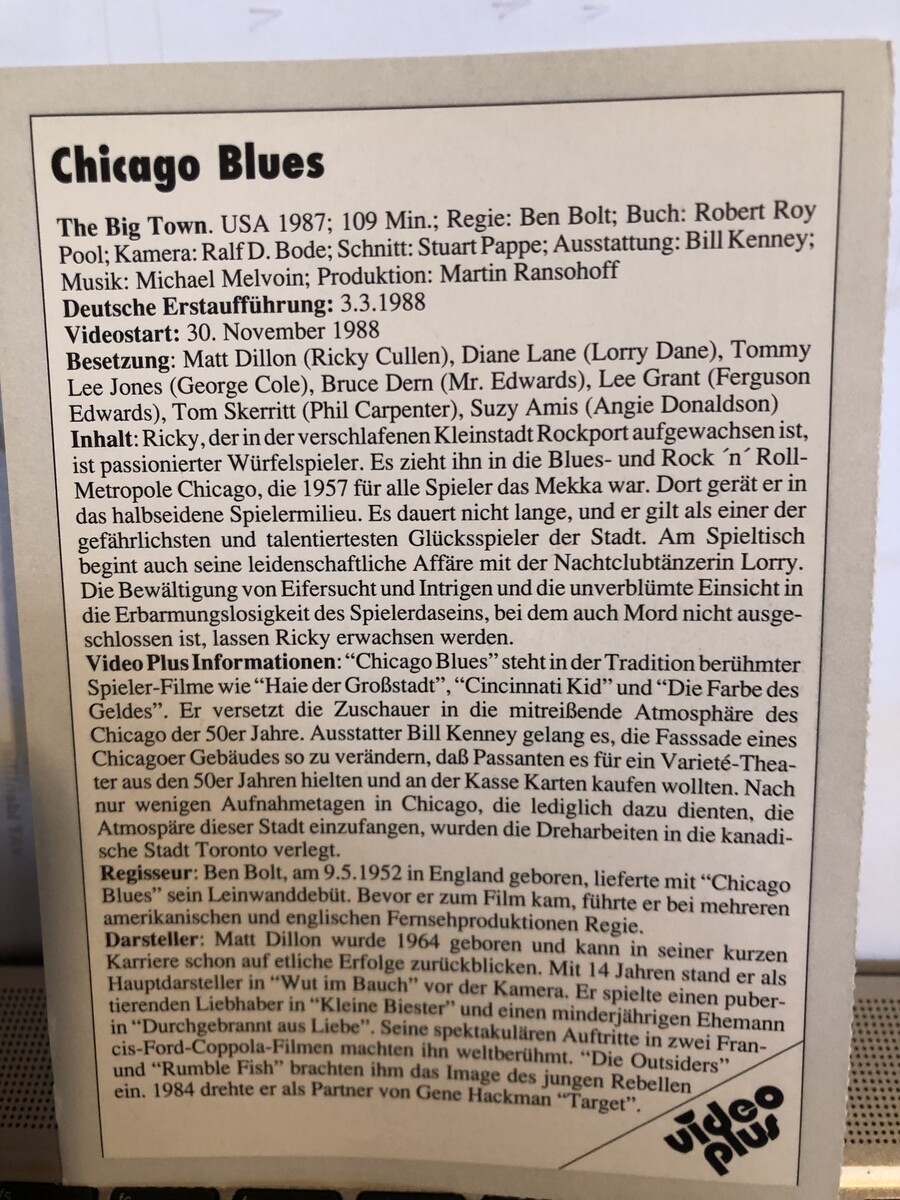 Chicago Blues
The Big Town. USA 1987; 109 Min.; Regie: Ben Bolt; Buch: Robert Roy
Pool; Kamera: Ralf D. Bode; Schnitt: Stuart Pappe; Ausstattung: Bill Kenney;
Musik: Michael Melvoin; Produktion: Martin Ransohoff
Deutsche Erstaufführung: 3.3.1988
Videostart: 30. November 1988
Besetzung: Matt Dillon (Ricky Cullen), Diane Lane (Lorry Dane), Tommy
Lee Jones (George Cole), Bruce Dern (Mr. Edwards), Lee Grant (Ferguson
Edwards), Tom Skerritt (Phil Carpenter), Suzy Amis (Angie Donaldson)
Inhalt: Ricky, der in der verschlafenen Kleinstadt Rockport aufgewachsen ist,
ist passionierter Würfelspieler. Es zieht ihn in die Blues- und Rock ´n´ Roll-
Metropole Chicago, die 1957 für alle Spieler das Mekka war. Dort gerät er in
das halbseidene Spielermilieu. Es dauert nicht lange, und er gilt als einer der
gefährlichsten und talentiertesten Glücksspieler der Stadt. Am Spieltisch
begint auch seine leidenschaftliche Affäre mit der Nachtclubtänzerin Lorry.
Die Bewältigung von Eifersucht und Intrigen und die unverblümte Einsicht in
die Erbarmungslosigkeit des Spielerdaseins, bei dem auch Mord nicht ausge-
schlossen ist, lassen Ricky erwachsen werden.
Video Plus Informationen: “Chicago Blues” steht in der Tradition berühmter
Spieler-Filme wie “Haie der Großstadt”, “Cincinnati Kid” und “Die Farbe des
Geldes”. Er versetzt die Zuschauer in die mitreißende Atmosphäre des
Chicago der 50er Jahre. Ausstatter Bill Kenney gelang es, die Fasssade eines
Chicagoer Gebäudes so zu verändern, daß Passanten es für ein Varieté-Thea-
ter aus den 50er Jahren hielten und an der Kasse Karten kaufen wollten. Nach
nur wenigen Aufnahmetagen in Chicago, die lediglich dazu dienten, die
Atmospäre dieser Stadt einzufangen, wurden die Dreharbeiten in die kanadi-
sche Stadt Toronto verlegt.
Regisseur: Ben Bolt, am 9.5.1952 in England geboren, lieferte mit “Chicago
Blues” sein Leinwanddebüt. Bevor er zum Film kam, führte er bei mehreren
amerikanischen und englischen Fernsehproduktionen Regie.
Darsteller: Matt Dillon wurde 1964 geboren und kann in seiner kurzen
Karriere schon auf etliche Erfolge zurückblicken. Mit 14 Jahren stand er als
Hauptdarsteller in “Wut im Bauch” vor der Kamera. Er spielte einen puber-
tierenden Liebhaber in “Kleine Biester” und einen minderjährigen Ehemann
in “Durchgebrannt aus Liebe”. Seine spektakulären Auftritte in zwei Fran-
cis-Ford-Coppola-Filmen machten ihn weltberühmt. “Die Outsiders”
und “Rumble Fish” brachten ihm das Image des jungen Rebellen
ein. 1984 drehte er als Partner von Gene Hackman “Target”.
video
plus